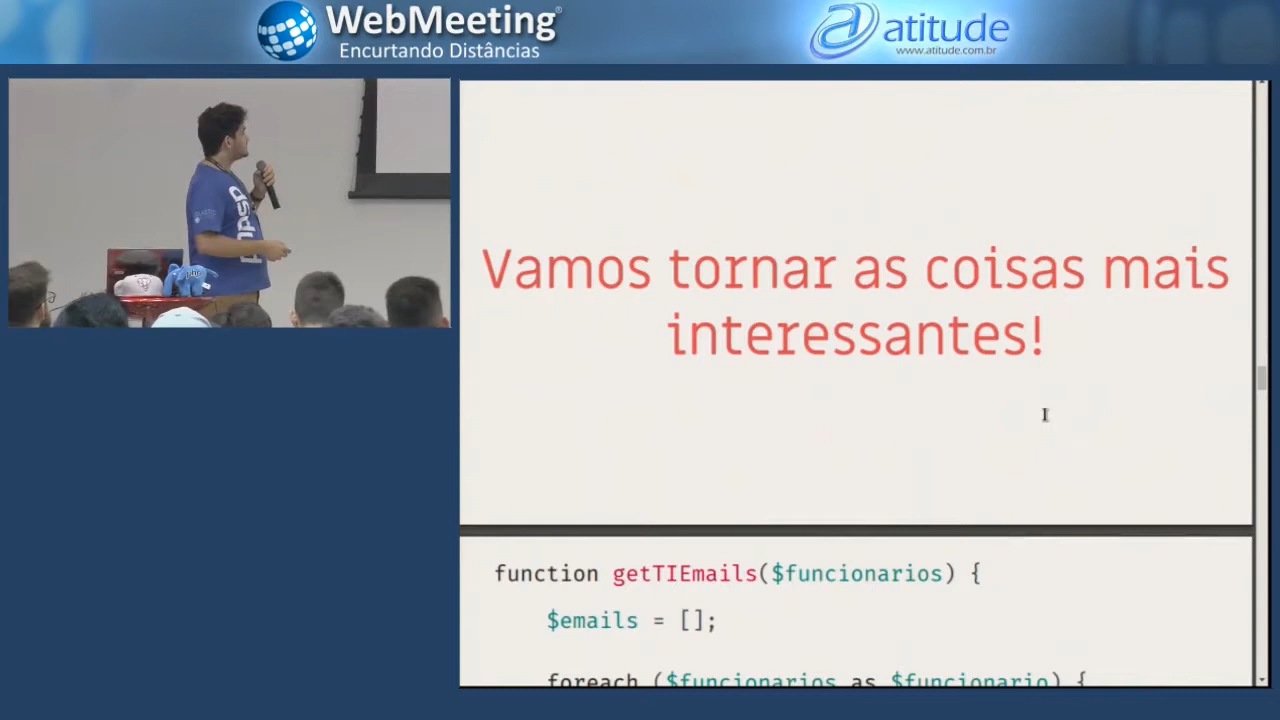 WebMeeting
Encurtando Distâncias
atitude
www.atitude.com.br
Vamos tornar as coisas mais
interessantes!
function getTIEmails($funcionarios) {
$emails = [];
foreach ($funcionarios as $funcionario) {